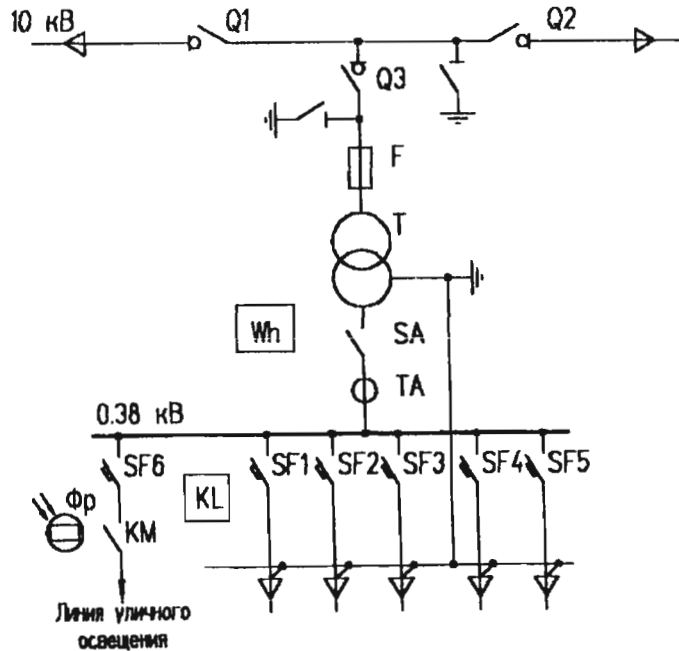 10 кВ
Q1
Q2
Q3
F
T
Wh
SA
TA
0.38 кВ
SF6
SF1
SF2
SF3
SF4
SF5
KL
Фр
KM
Линия уличного
освещения